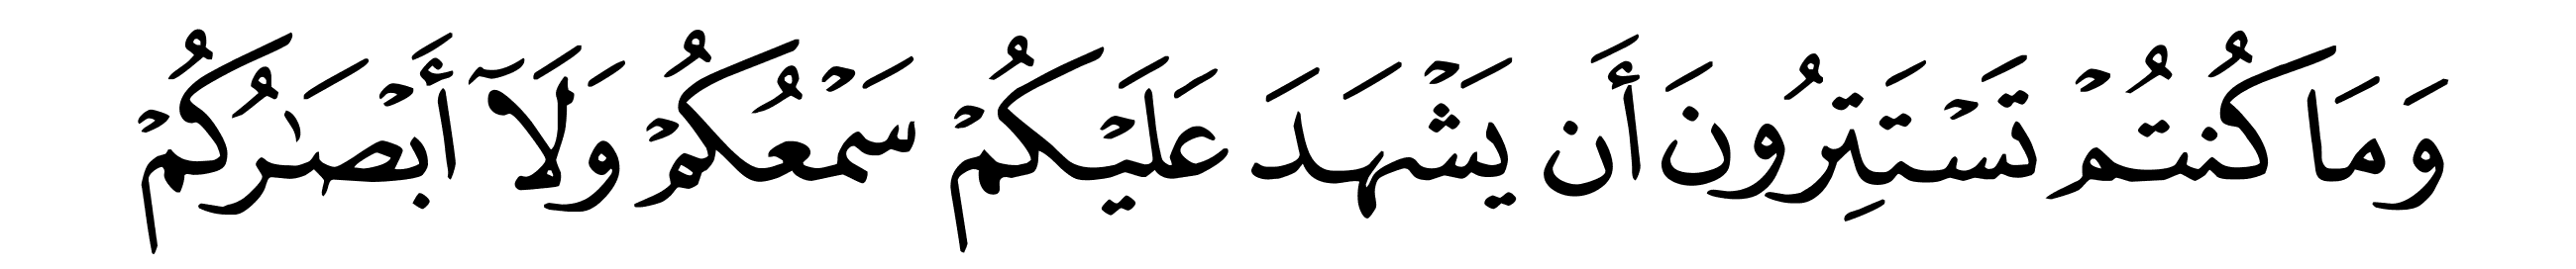 وَمَا كُنتُمْ تَسْتَتِرُونَ أَن يَشْهَدَ عَلَيْكُمْ سَمْعُكُمْ وَلَآ أَبْصَـٰرُكُمْ